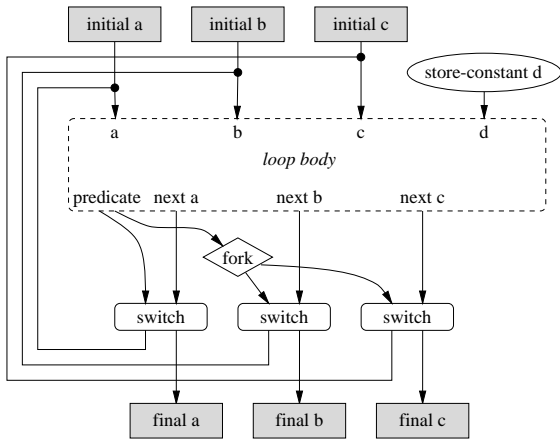 initial a
initial b
initial c
store-constant d
a
b
c
d
loop body
predicate
next a
next b
next c
fork
switch
switch
switch
final a
final b
final c